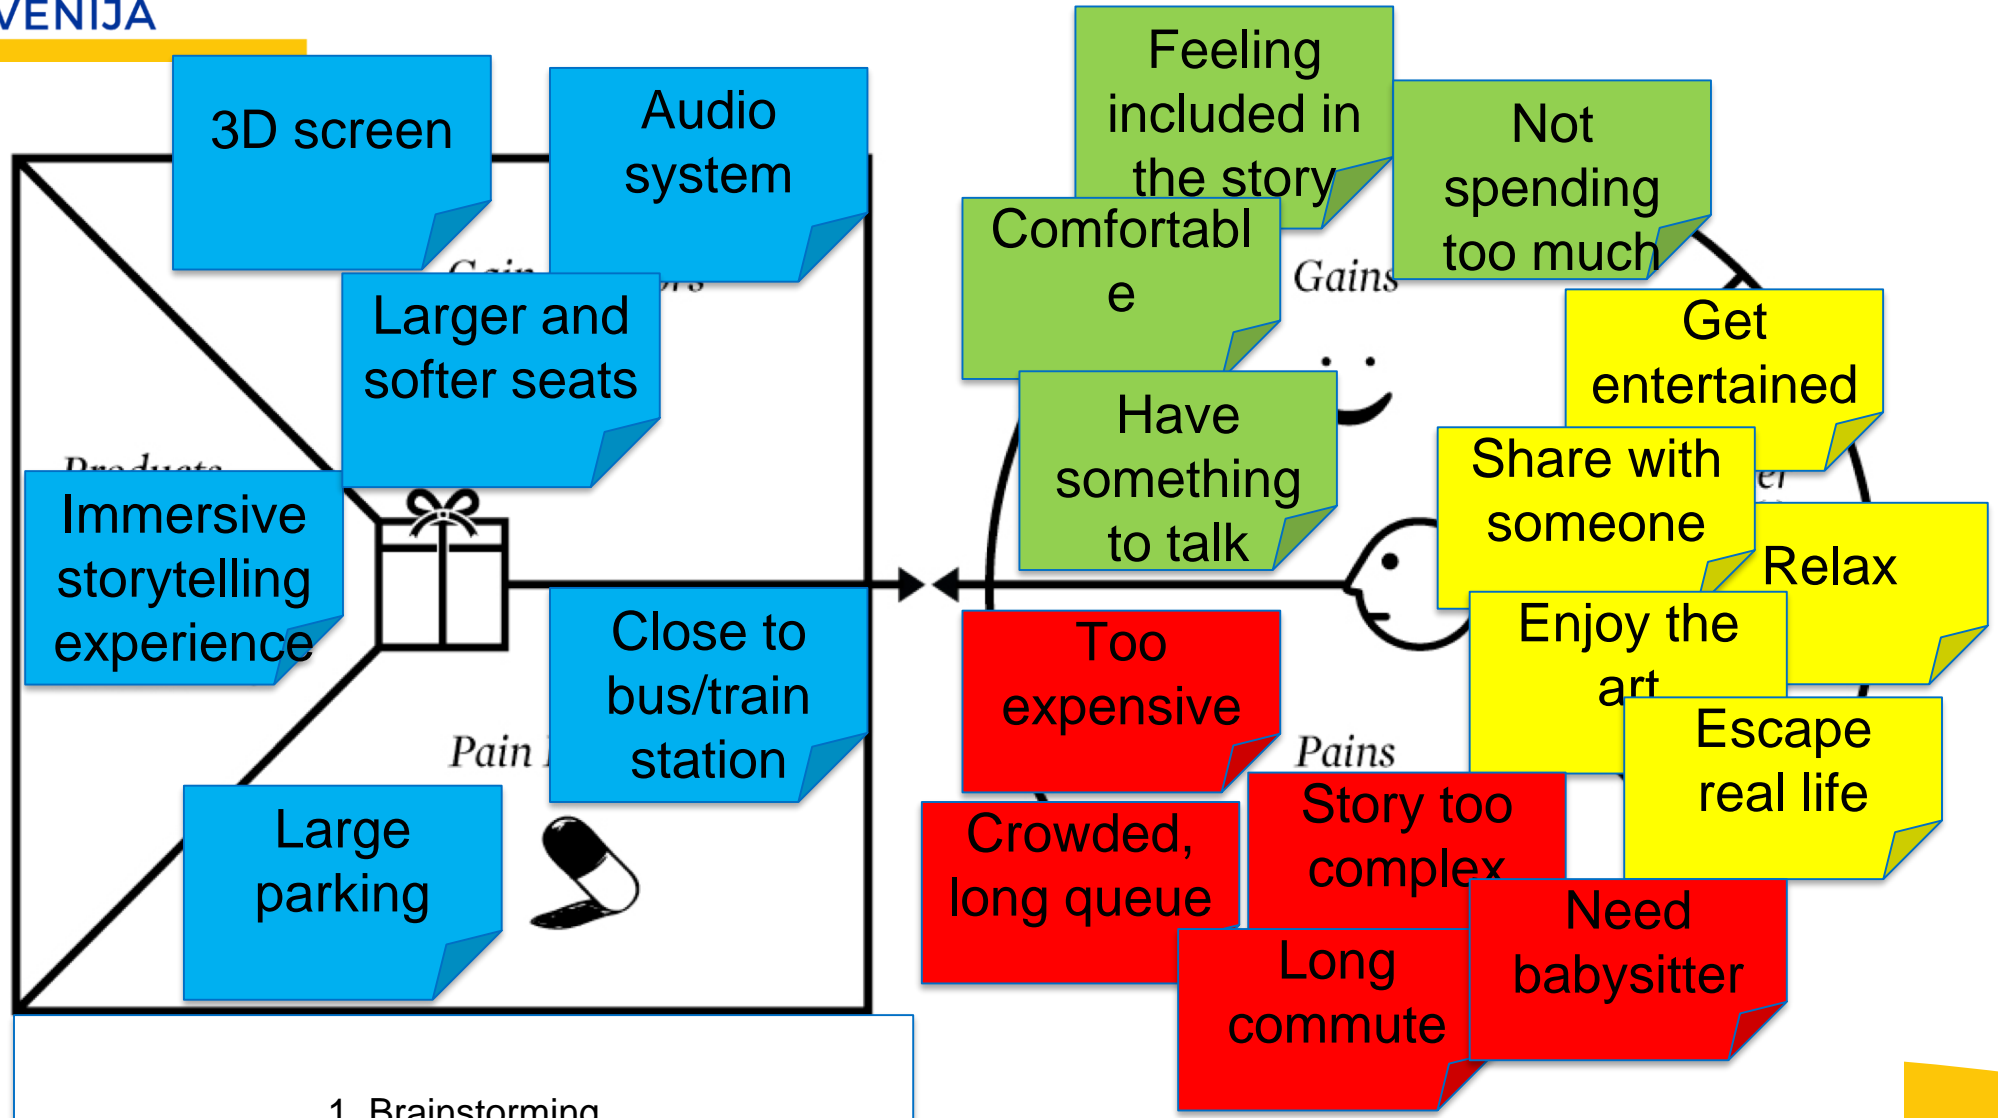 VENIJA
3D screen
Audio
system
Larger and
softer seats
Immersive
storytelling
experience
Close to
bus/train
station
Pain
Large
parking
Feeling
included in
the story
Not
spending
too much
Comfortabl
e
Gains
Have
something
to talk
Get
entertained
Share with
someone
Relax
Enjoy the
art
Escape
real life
Too
expensive
Pains
Crowded,
long queue
Story too
complex
Long
commute
Need
babysitter
1. Brainstorming